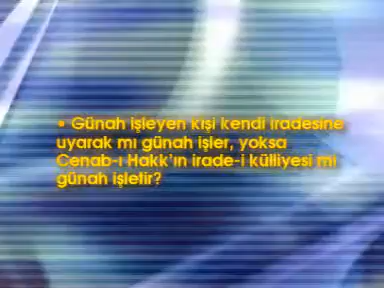 • Günah işleyen kişi kendi iradesine
uyarak mı günah işler, yoksa
Cenab-ı Hakk'ın irade-i külliyesi mi
günah işletir?